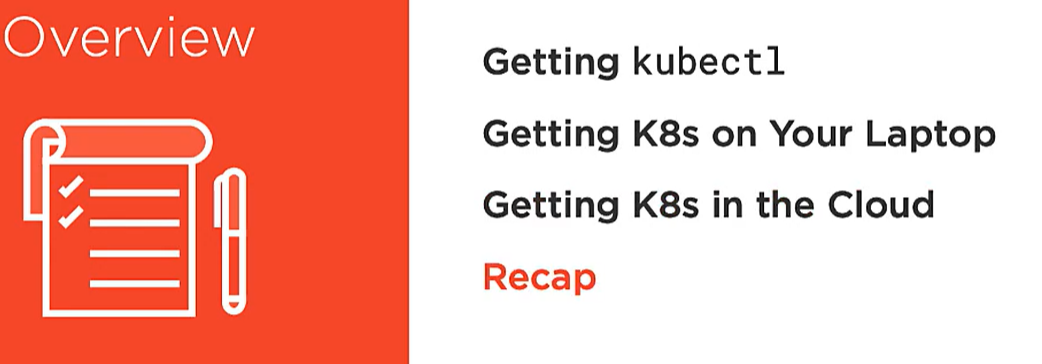 Overview
Getting kubectl
Getting K8s on Your Laptop
Getting K8s in the Cloud
Recap